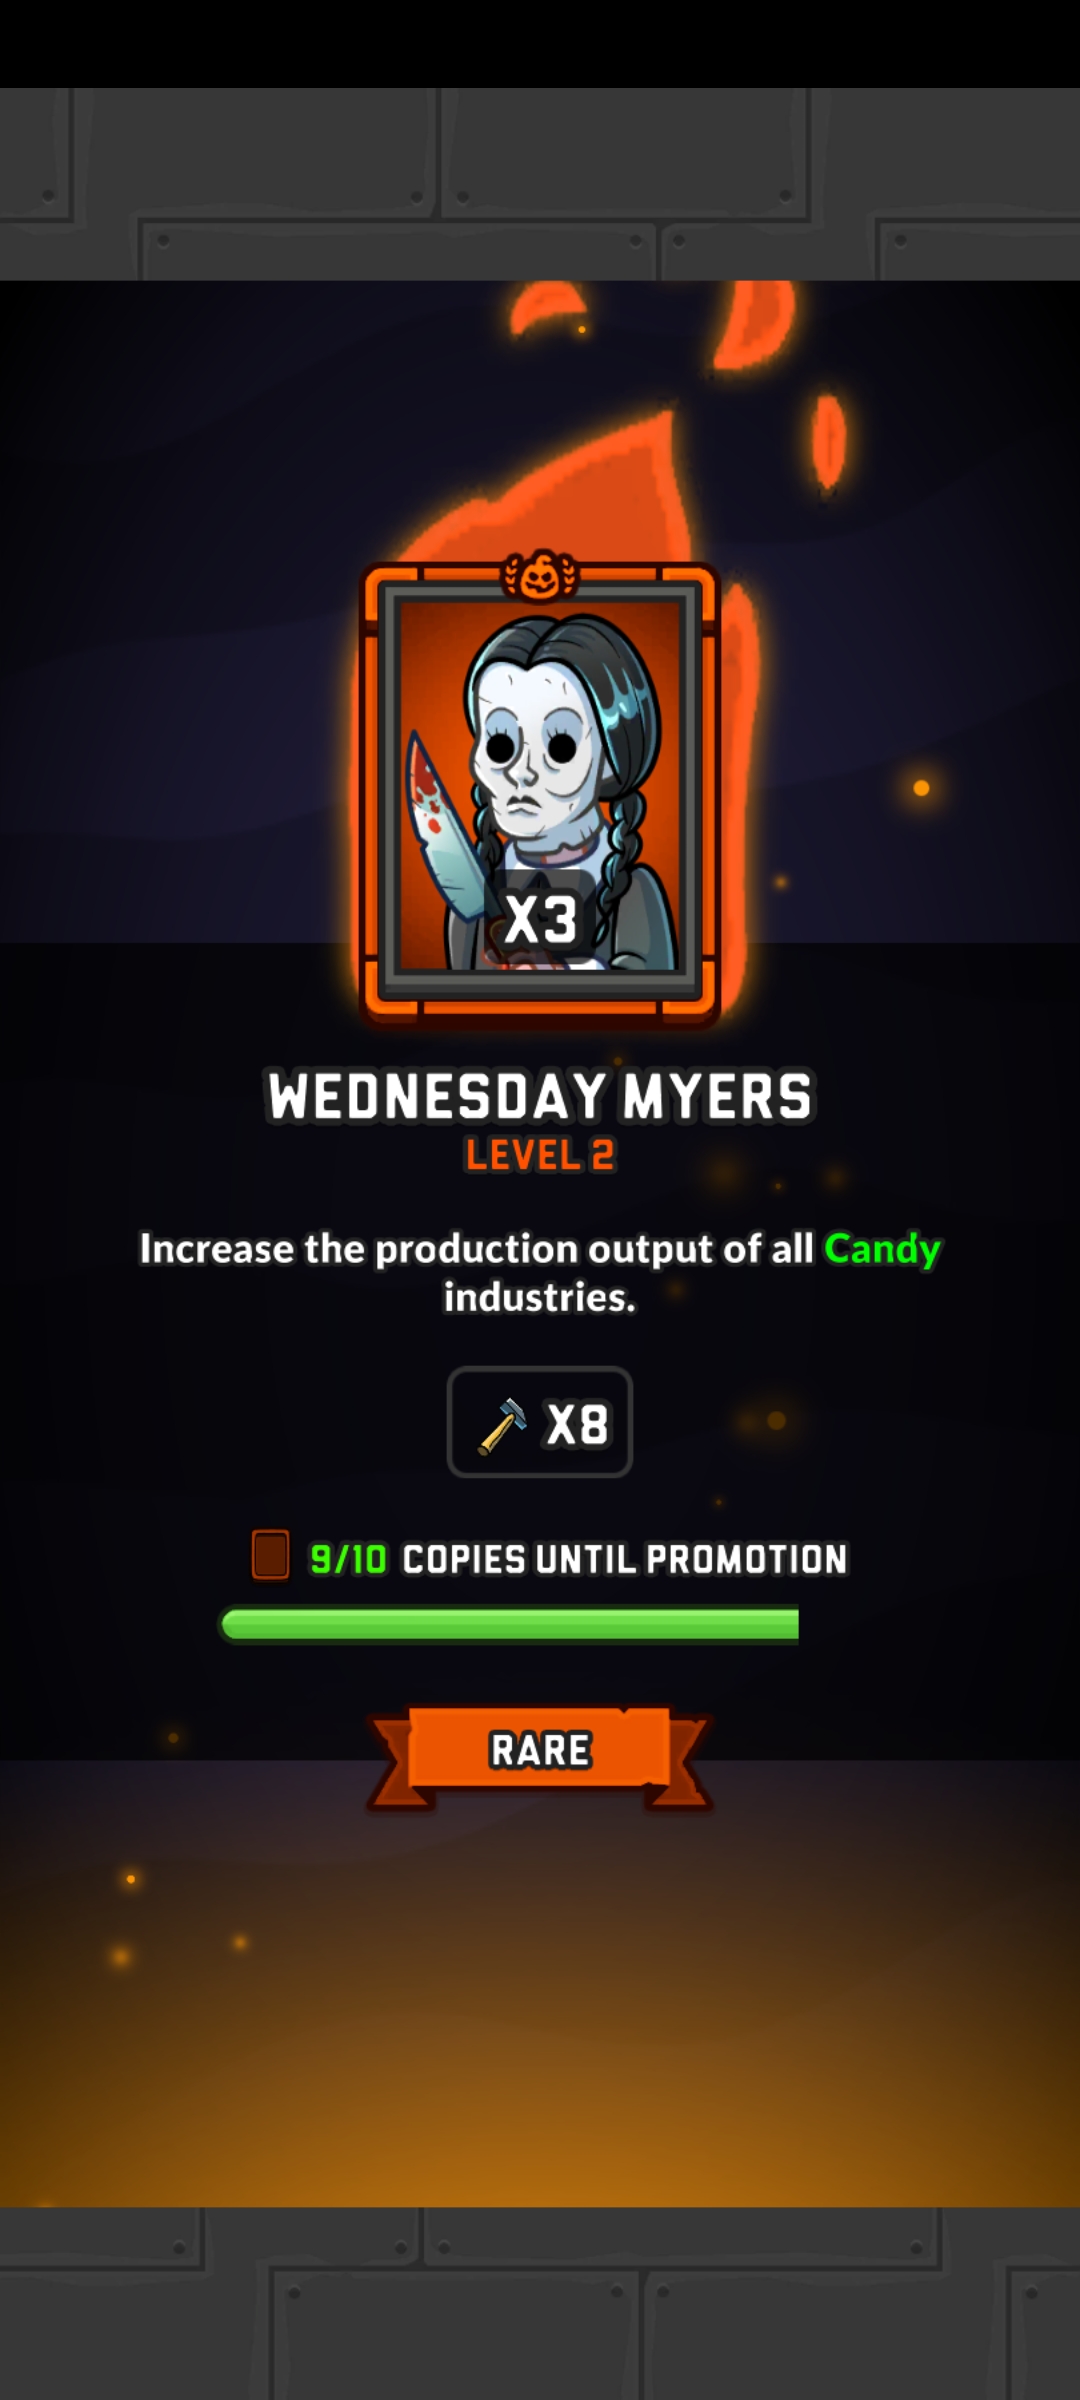 X3
WEDNESDAY MYERS
LEVEL 2
Increase the production output of all Candy
industries.
X8
9/10 COPIES UNTIL PROMOTION
RARE